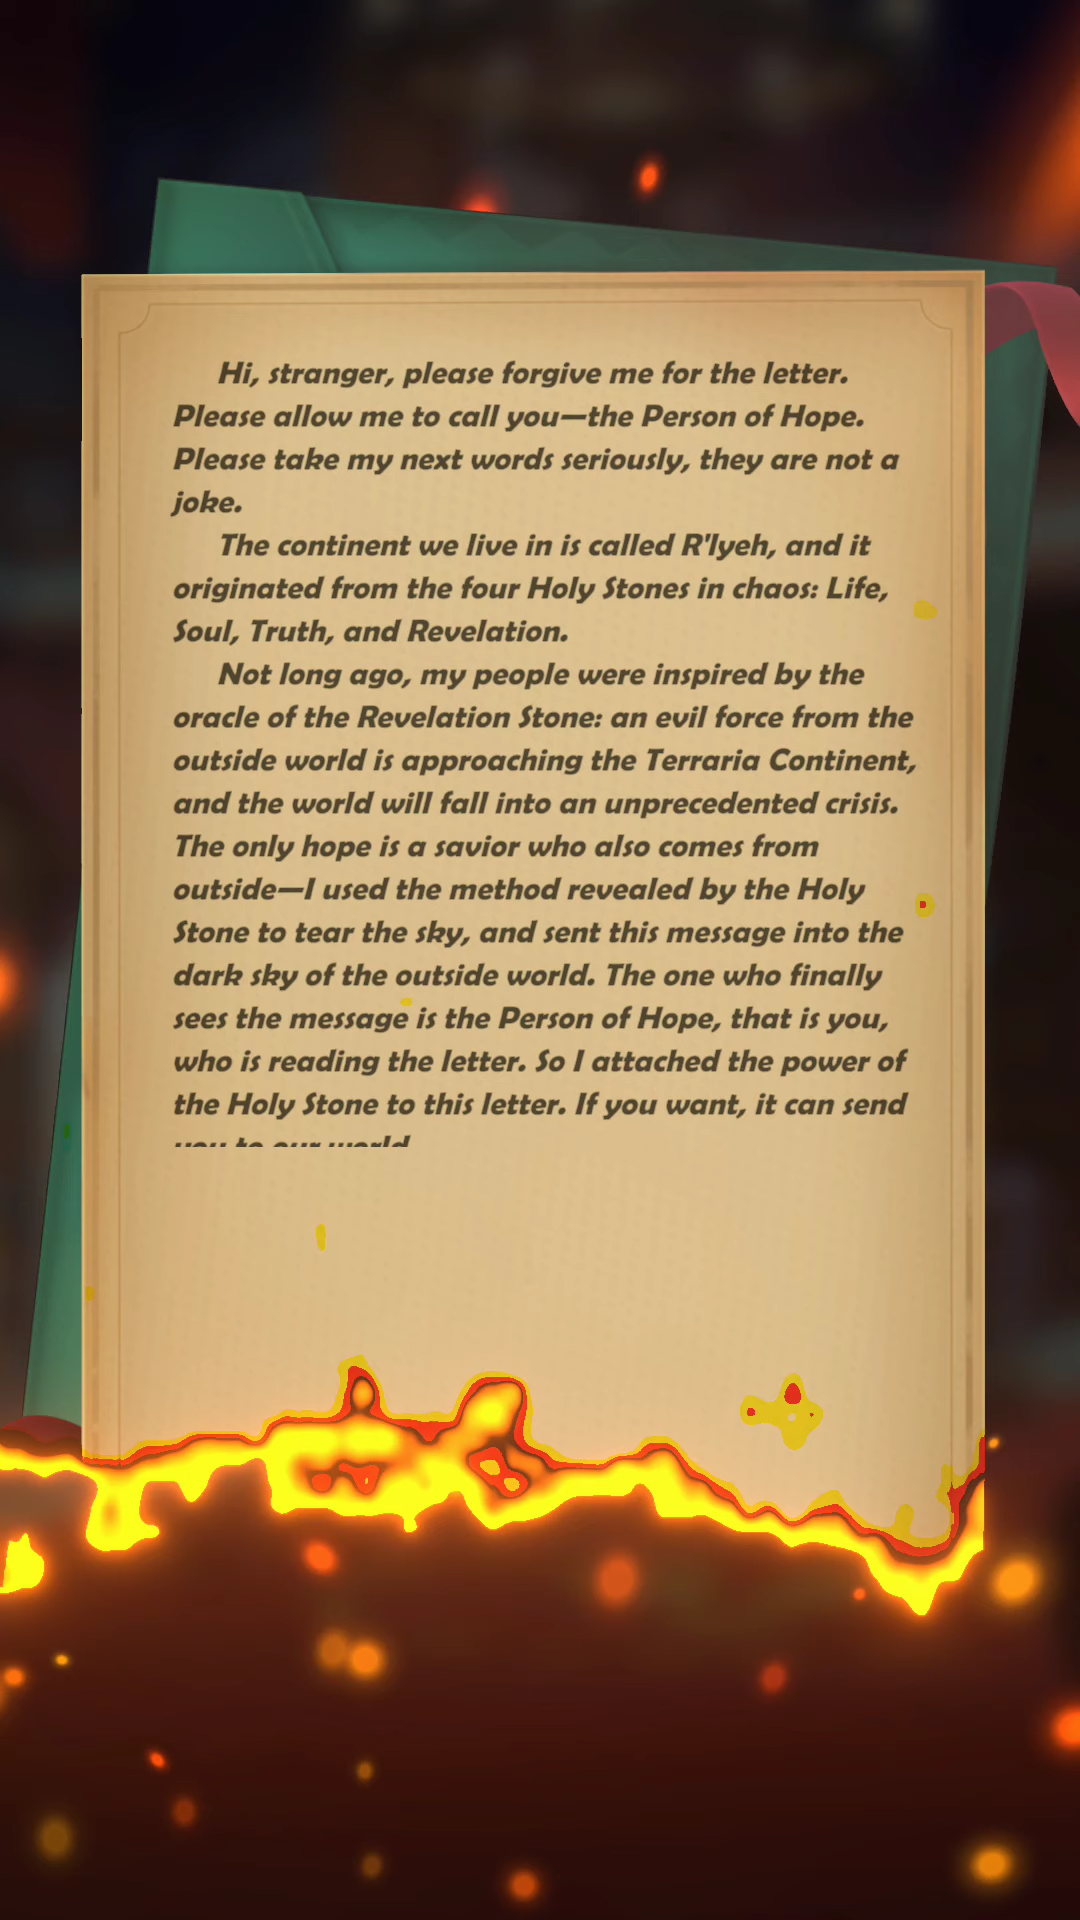 Hi, stranger, please forgive me for the letter.
Please allow me to call you—the Person of Hope.
Please take my next words seriously, they are not a
joke.
The continent we live in is called R'lyeh, and it
originated from the four Holy Stones in chaos: Life,
Soul, Truth, and Revelation.
Not long ago, my people were inspired by the
oracle of the Revelation Stone: an evil force from the
outside world is approaching the Terraria Continent,
and the world will fall into an unprecedented crisis.
The only hope is a savior who also comes from
outside—I used the method revealed by the Holy
Stone to tear the sky, and sent this message into the
dark sky of the outside world. The one who finally
sees the message is the Person of Hope, that is you,
who is reading the letter. So I attached the power of
the Holy Stone to this letter. If you want, it can send
you to our world